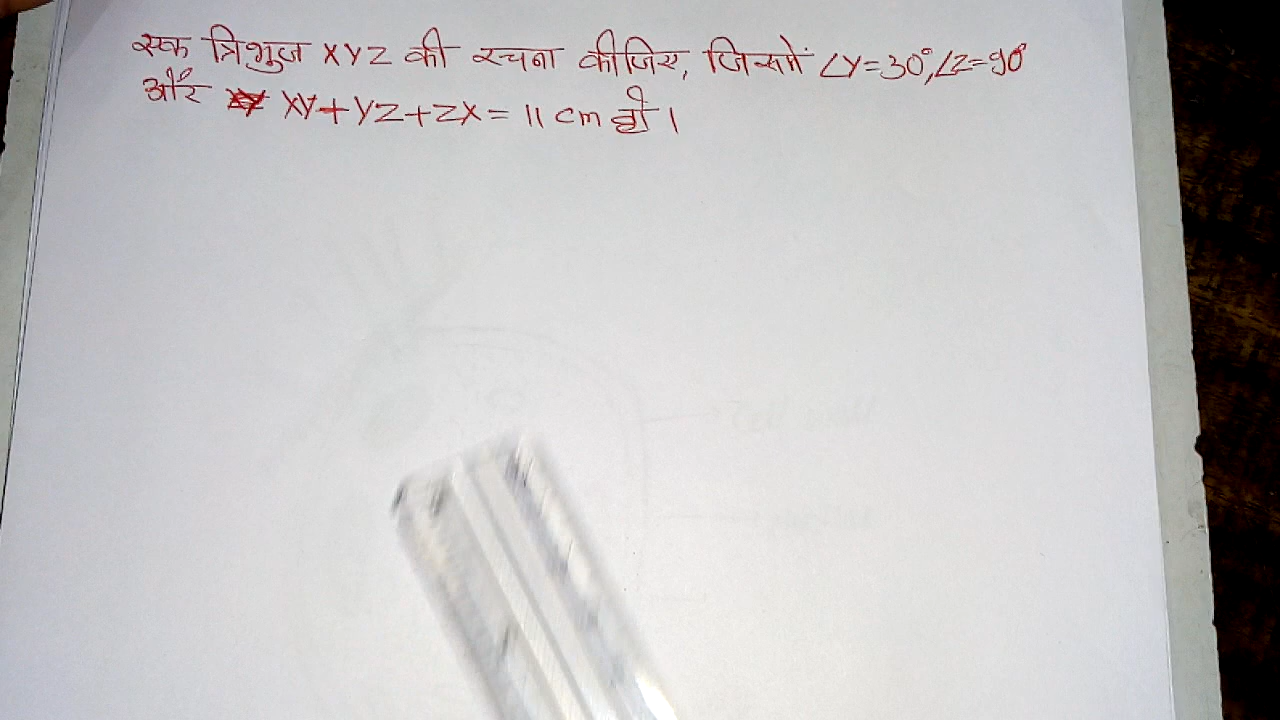 एक त्रिभुज XYZ की रचना कीजिए, जिसमें ∠Y=30°,∠Z=90°
और XY+YZ+ZX= 11 cm हो।